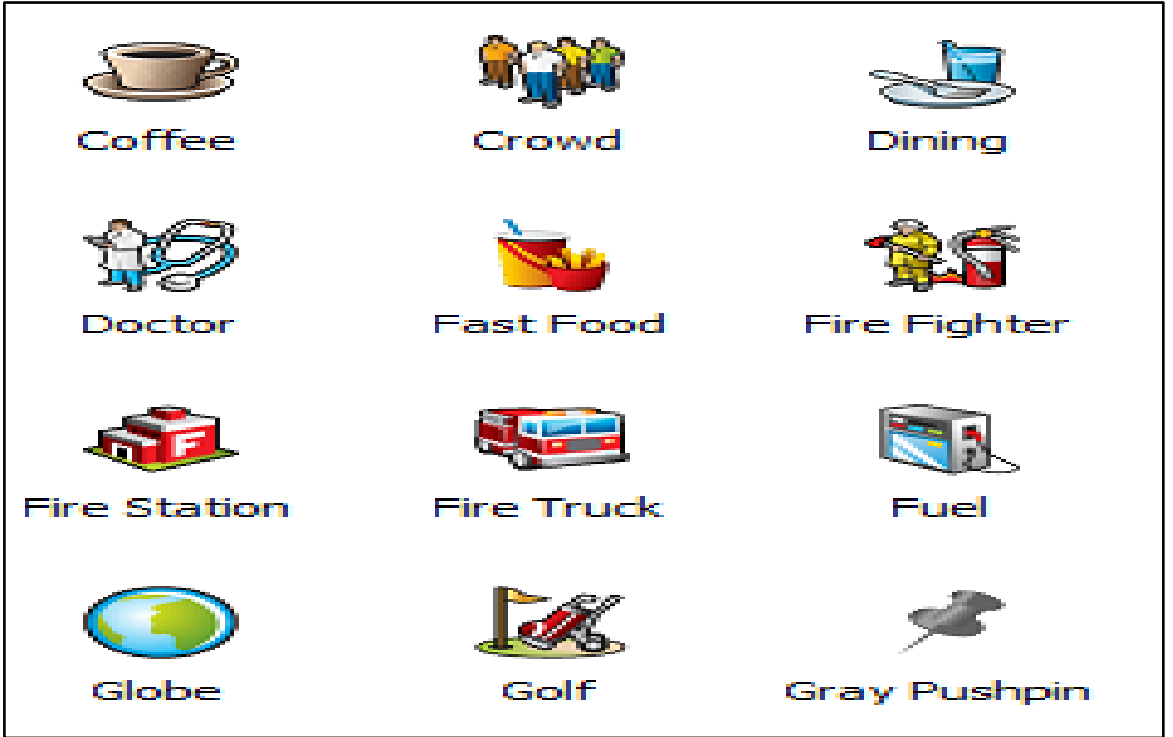 Coffee Crowd Dining
Doctor Fast Food Fire Fighter
F
Fire Station Fire Truck Fuel
Globe Golf Gray Pushpin